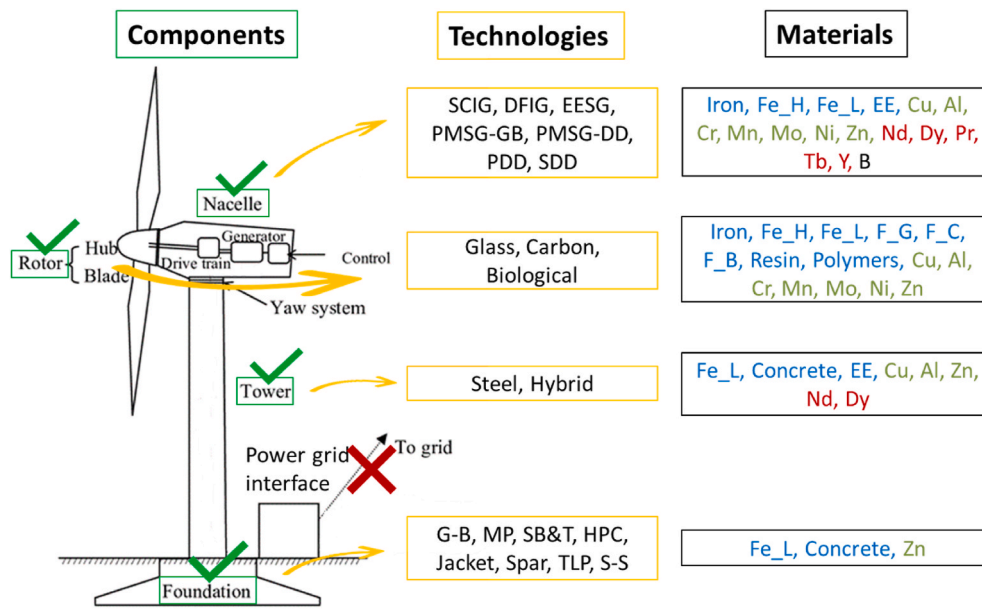 Components
Technologies
Materials
SCIG, DFIG, EESG,
PMSG-GB, PMSG-DD,
PDD, SDD
Iron, Fe_H, Fe_L, EE, Cu, Al,
Cr, Mn, Mo, Ni, Zn, Nd, Dy, Pr,
Tb, Y, B
Nacelle
Rotor
Hub
Blade
Generator
Drive train
Control
Yaw system
Glass, Carbon,
Biological
Iron, Fe_H, Fe_L, F_G, F_C,
F_B, Resin, Polymers, Cu, Al,
Cr, Mn, Mo, Ni, Zn
Tower
Steel, Hybrid
Fe_L, Concrete, EE, Cu, Al, Zn,
Nd, Dy
Power grid
interface
To grid
Foundation
G-B, MP, SB&T, HPC,
Jacket, Spar, TLP, S-S
Fe_L, Concrete, Zn